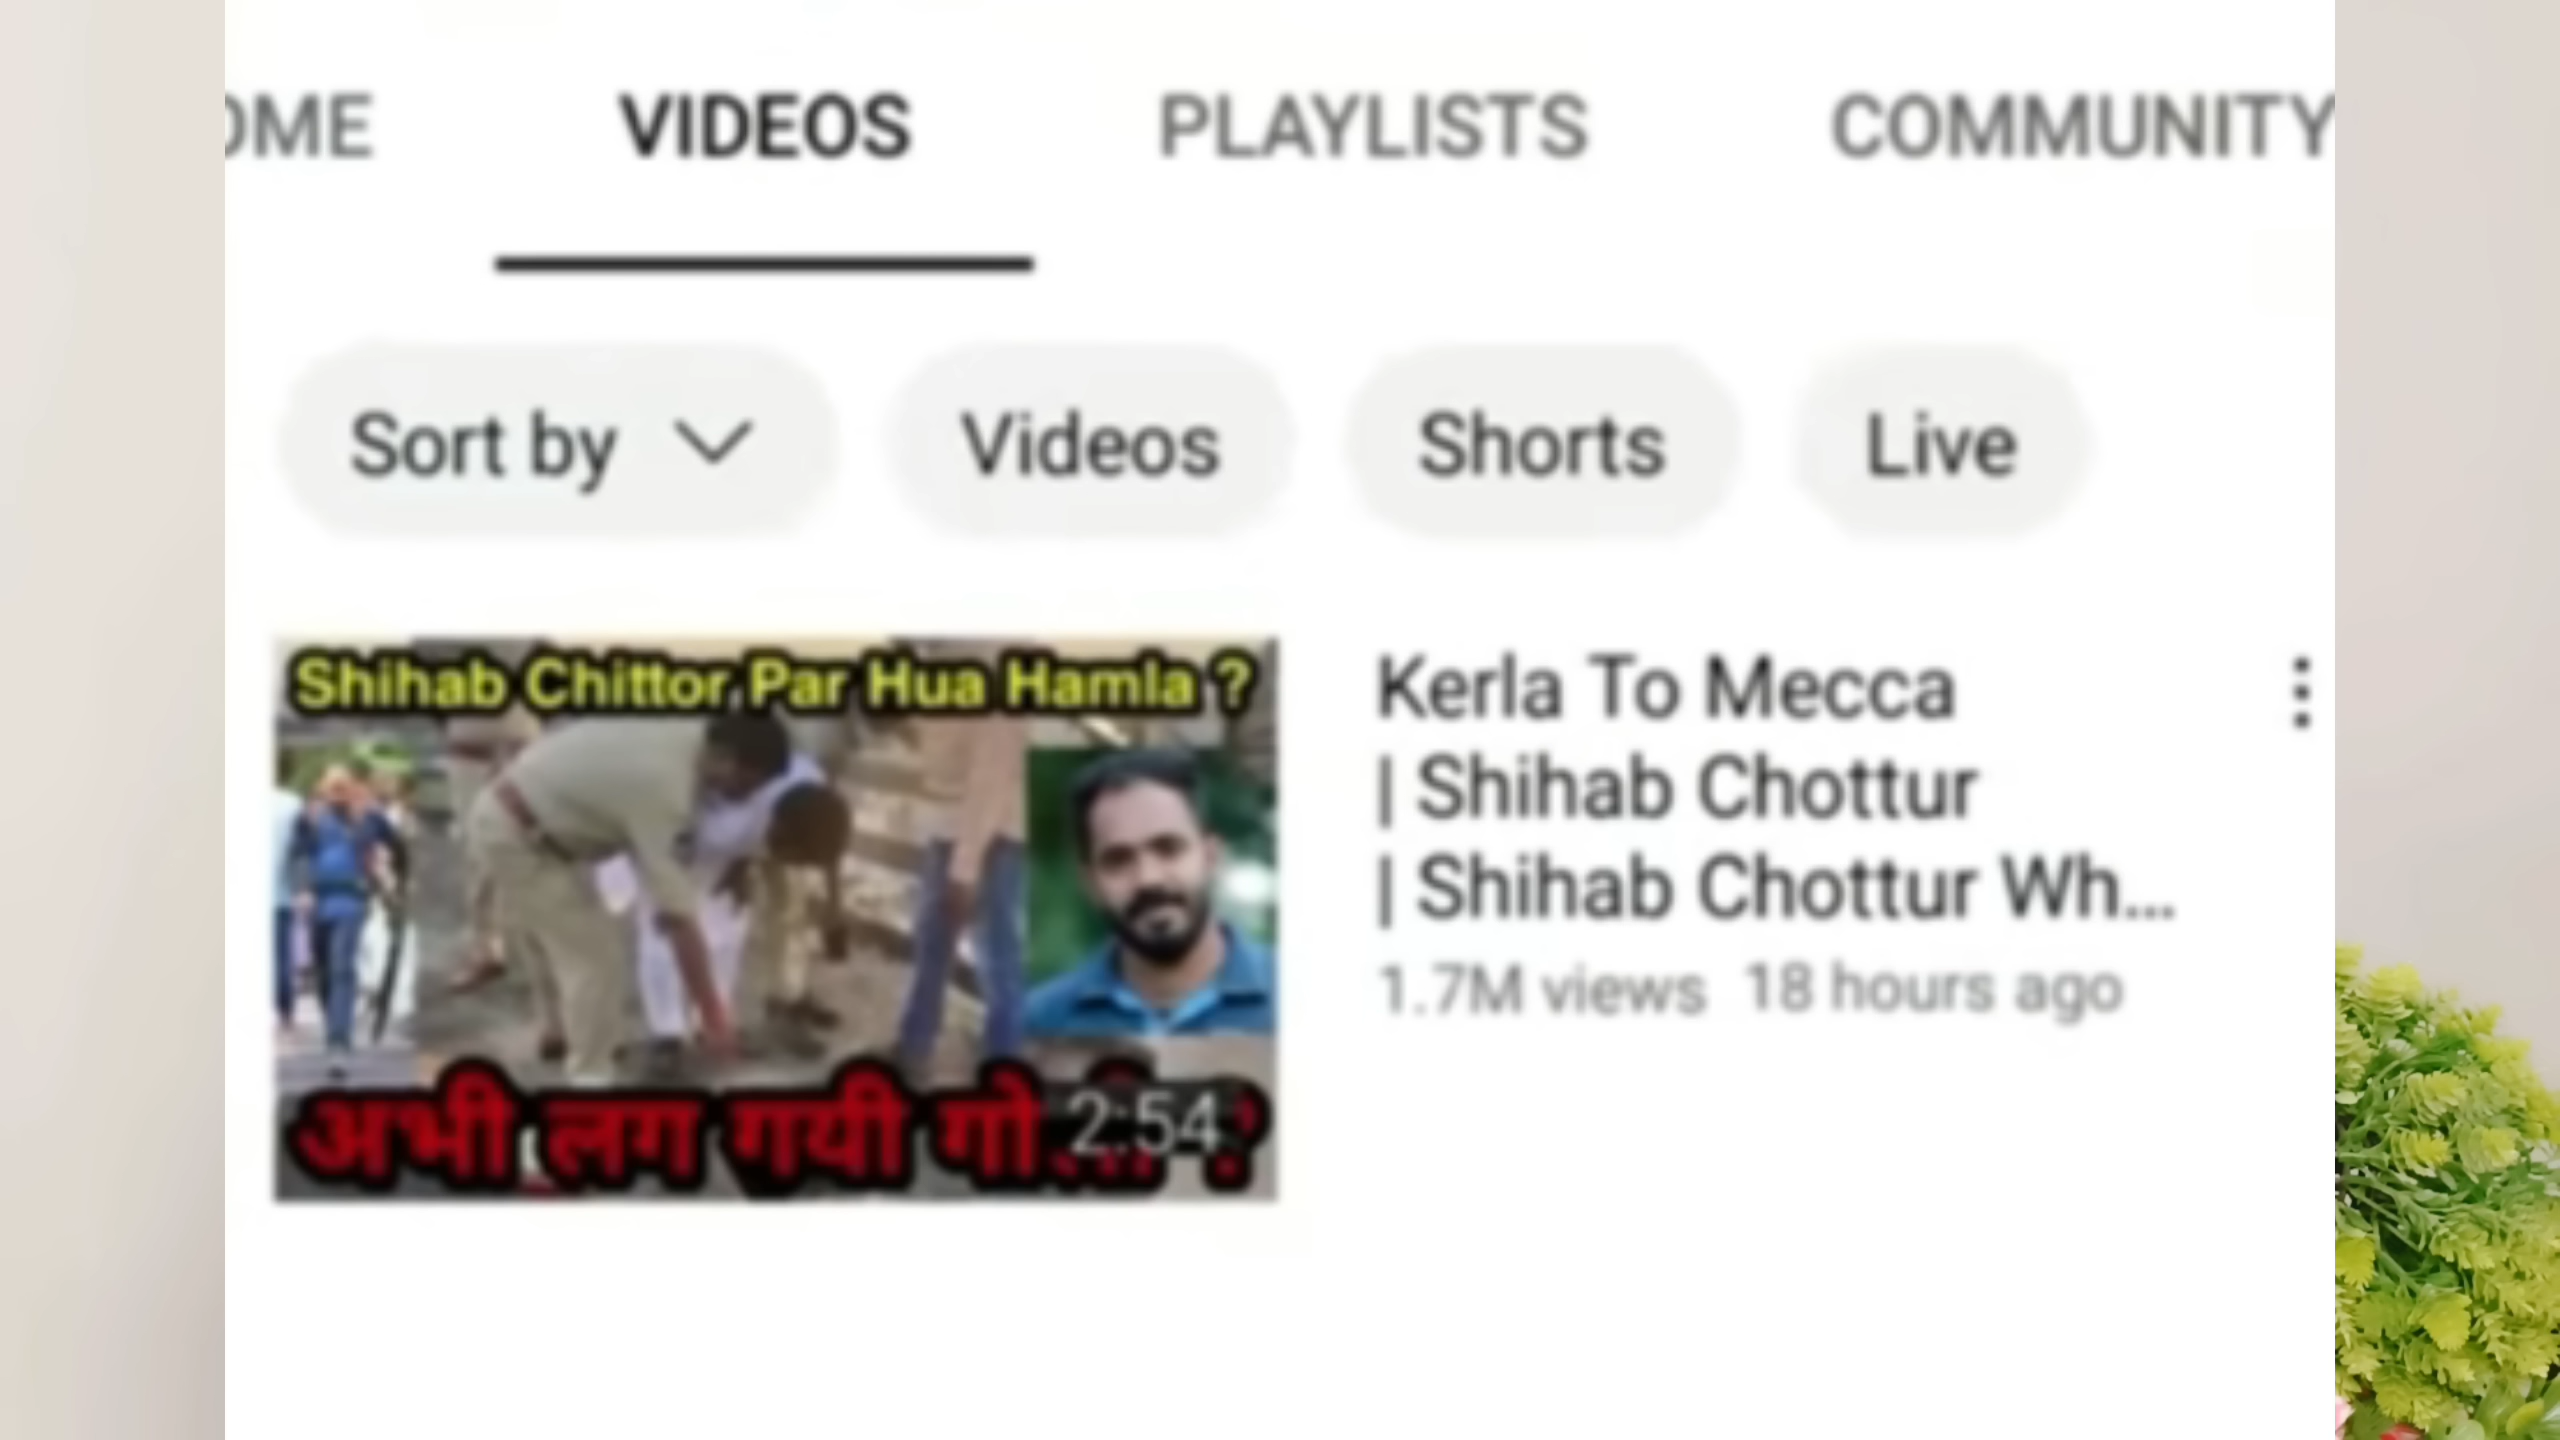 OME VIDEOS PLAYLISTS COMMUNITY
Sort by Videos Shorts Live
Shihab Chittor Par Hua Hamla ?
अभी लग गयी गो
2:54
Kerla To Mecca
| Shihab Chottur
| Shihab Chottur Wh...
1.7M views 18 hours ago